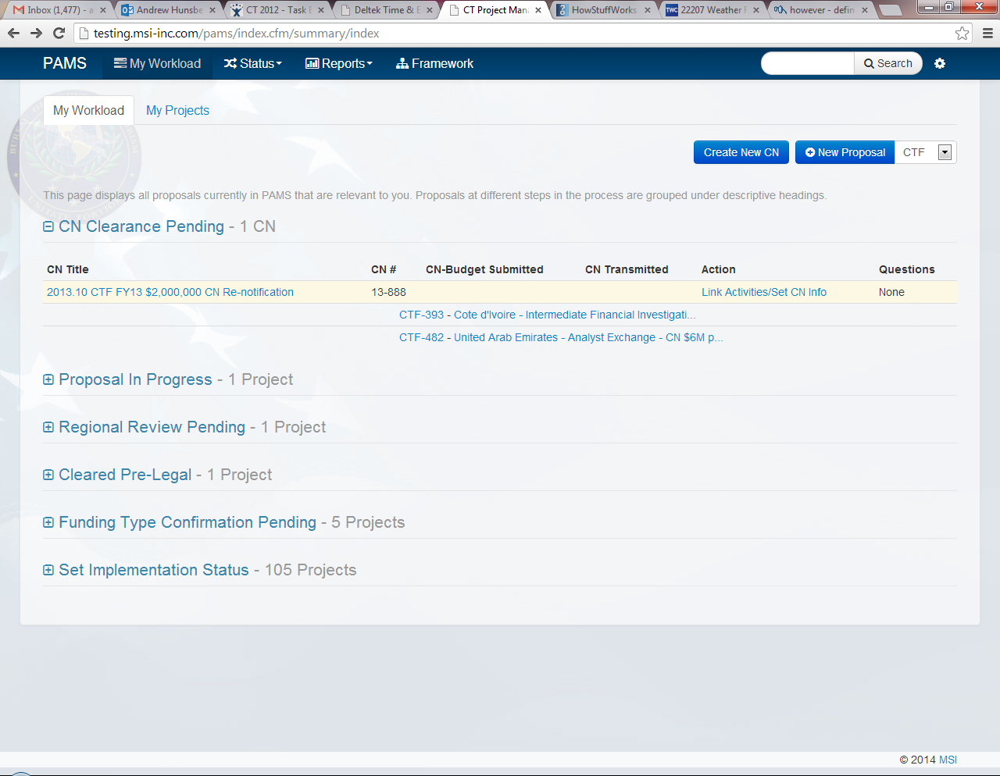 Inbox (1,477) - a
Andrew Hunsbe
CT 2012 - Task
Deltek Time &
CT Project Man
HowStuffWorks
22207 Weather
however - defin
testing.msi-inc.com/pams/index.cfm/summary/index
PAMS My Workload Status Reports Framework Search
My Workload My Projects
Create New CN New Proposal CTF
This page displays all proposals currently in PAMS that are relevant to you. Proposals at different steps in the process are grouped under descriptive headings.
CN Clearance Pending - 1 CN
CN Title CN # CN-Budget Submitted CN Transmitted Action Questions
2013.10 CTF FY13 $2,000,000 CN Re-notification 13-888 Link Activities/Set CN Info None
CTF-393 - Cote d'Ivoire - Intermediate Financial Investigati...
CTF-482 - United Arab Emirates - Analyst Exchange - CN $6M p...
Proposal In Progress - 1 Project
Regional Review Pending - 1 Project
Cleared Pre-Legal - 1 Project
Funding Type Confirmation Pending - 5 Projects
Set Implementation Status - 105 Projects
© 2014 MSI